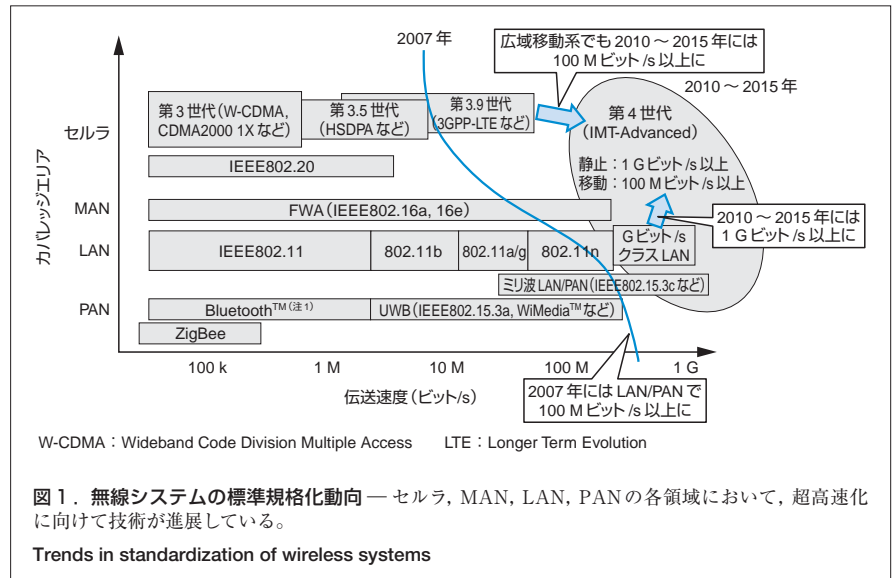 2007年
広域移動系でも2010～2015年には
100 Mビット/s以上に
2010～2015年
カバレッジエリア
セルラ
第3世代(W-CDMA,
CDMA2000 1Xなど)
第3.5世代
(HSDPAなど)
第3.9世代
(3GPP-LTEなど)
第4世代
(IMT-Advanced)
静止：1 Gビット/s以上
移動：100 Mビット/s以上
IEEE802.20
MAN
FWA(IEEE802.16a, 16e)
2010～2015年には
1 Gビット/s以上に
LAN
IEEE802.11
802.11b
802.11a/g
802.11n
Gビット/s
クラスLAN
ミリ波LAN/PAN(IEEE802.15.3cなど)
PAN
Bluetooth™(注1)
UWB(IEEE802.15.3a, WiMedia™など)
ZigBee
100 k
1 M
10 M
100 M
1 G
伝送速度(ビット/s)
2007年にはLAN/PANで
100 Mビット/s以上に
W-CDMA：Wideband Code Division Multiple Access LTE：Longer Term Evolution
図1．無線システムの標準規格化動向 — セルラ, MAN, LAN, PANの各領域において, 超高速化
に向けて技術が進展している。
Trends in standardization of wireless systems